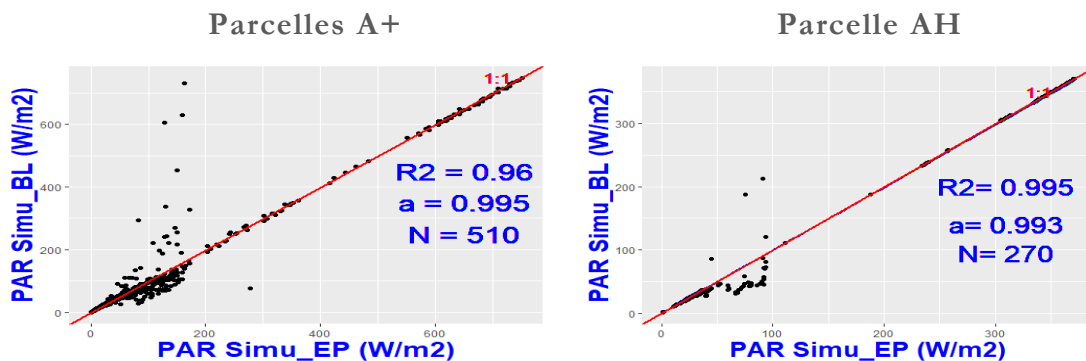 Parcelles A+
PAR Simu_BL (W/m2)
600
400
200
0
1:1
R2 = 0.96
a = 0.995
N = 510
0
200
400
600
PAR Simu_EP (W/m2)
Parcelle AH
PAR Simu_BL (W/m2)
300
200
100
0
1:1
R2= 0.995
a= 0.993
N= 270
0
100
200
300
PAR Simu_EP (W/m2)